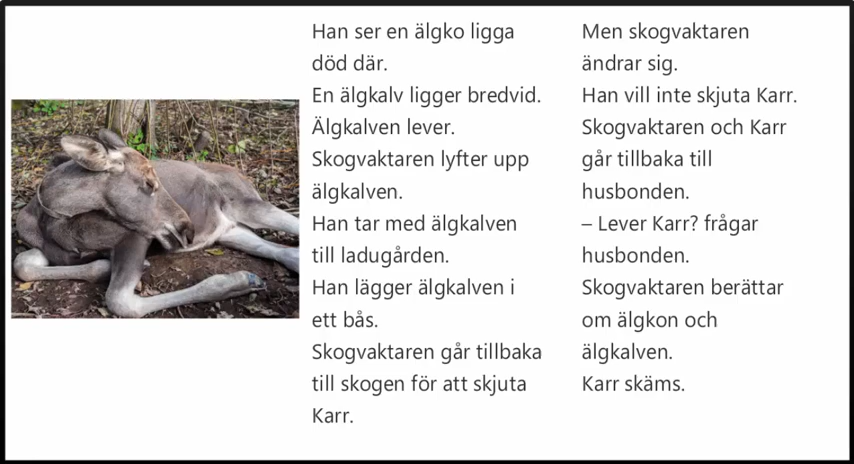 Han ser en älgko ligga
död där.
En älgkalv ligger bredvid.
Älgkalven lever.
Skogvaktaren lyfter upp
älgkalven.
Han tar med älgkalven
till ladugården.
Han lägger älgkalven i
ett bås.
Skogvaktaren går tillbaka
till skogen för att skjuta
Karr.
Men skogvaktaren
ändrar sig.
Han vill inte skjuta Karr.
Skogvaktaren och Karr
går tillbaka till
husbonden.
– Lever Karr? frågar
husbonden.
Skogvaktaren berättar
om älgkon och
älgkalven.
Karr skäms.